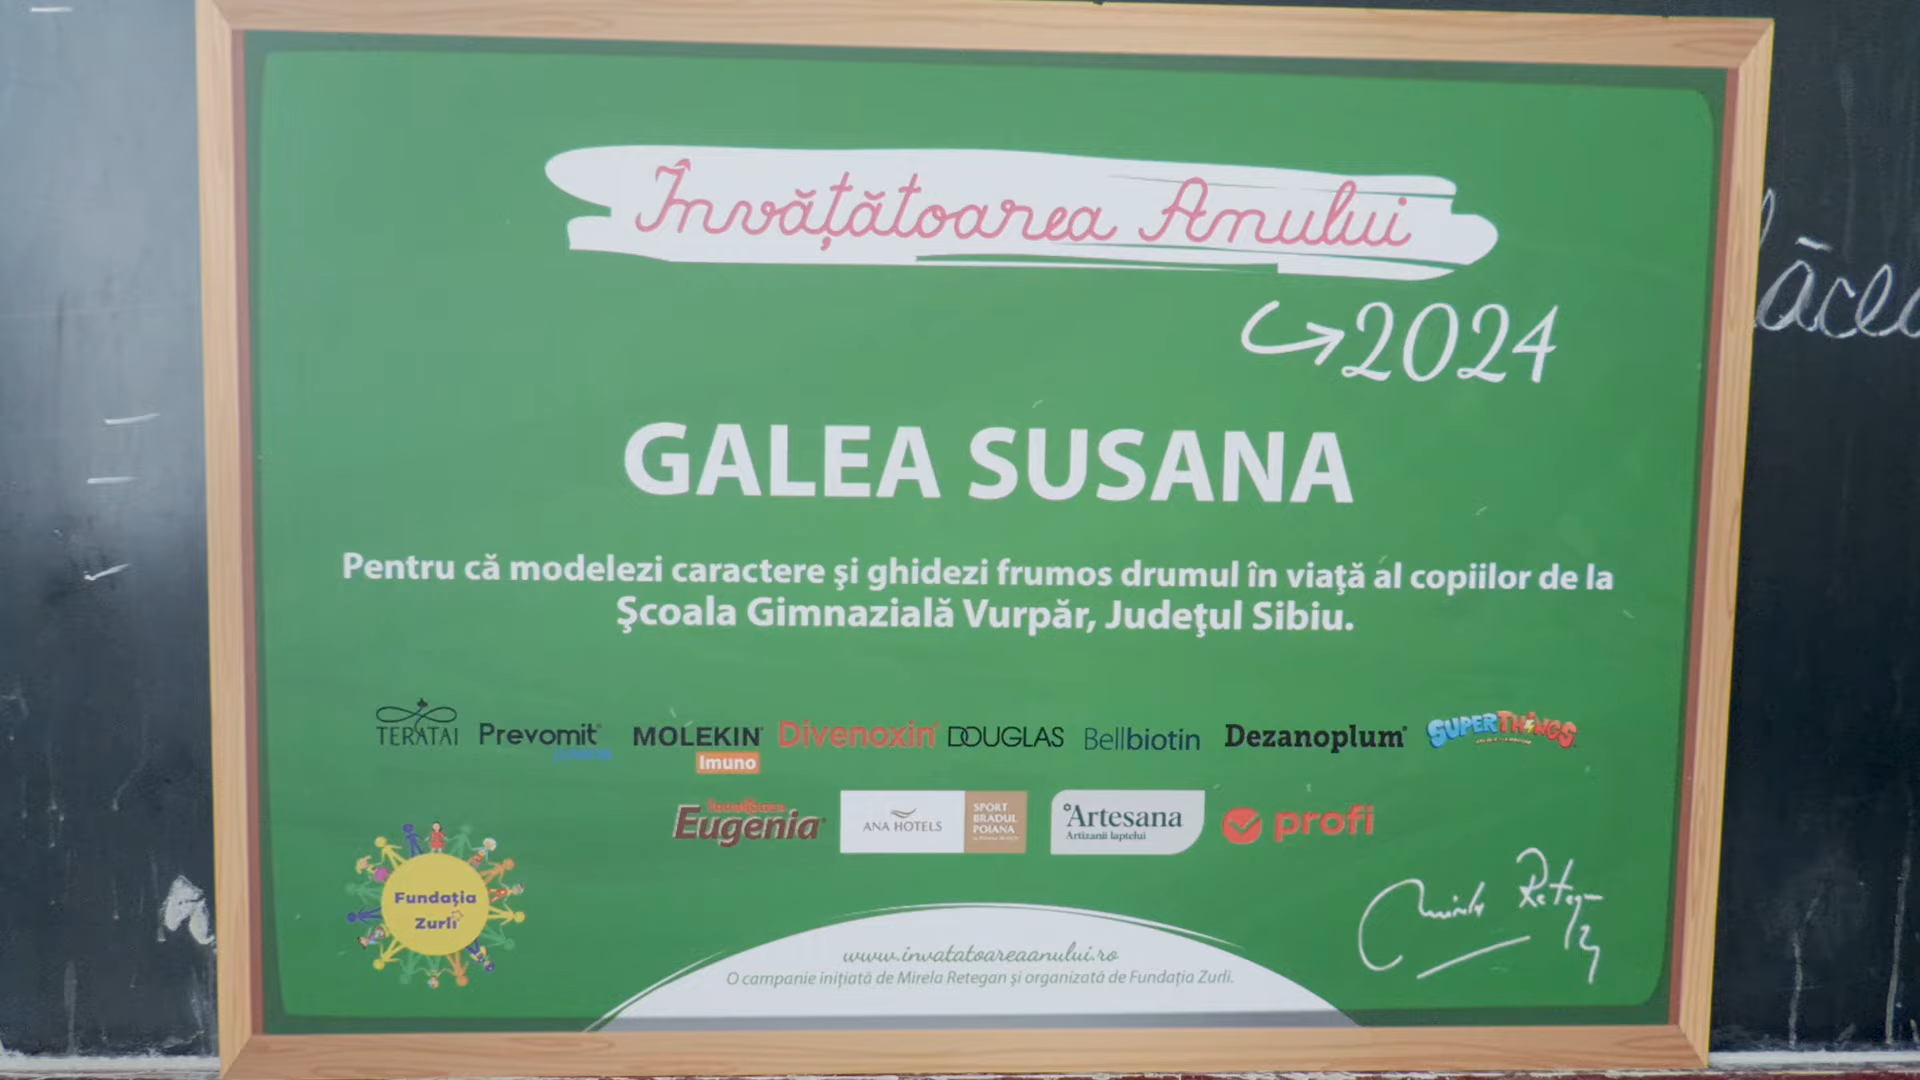 Învățătoarea Anului
2024
GALEA SUSANA
Pentru că modelezi caractere şi ghidezi frumos drumul în viaţă al copiilor de la
Şcoala Gimnazială Vurpăr, Judeţul Sibiu.
TERATAI Prevomit® MOLEKIN® Divenoxin® DOUGLAS Bellbiotin Dezanoplum® SUPERTHINGS
Imuno
Eugenia® ANA HOTELS SPORT BRADUL POIANA Artesana Artizanii laptelui profi
Fundația
Zurli
Mirela Retegan
www.invatatoareaanului.ro
O campanie inițiată de Mirela Retegan și organizată de Fundația Zurli.